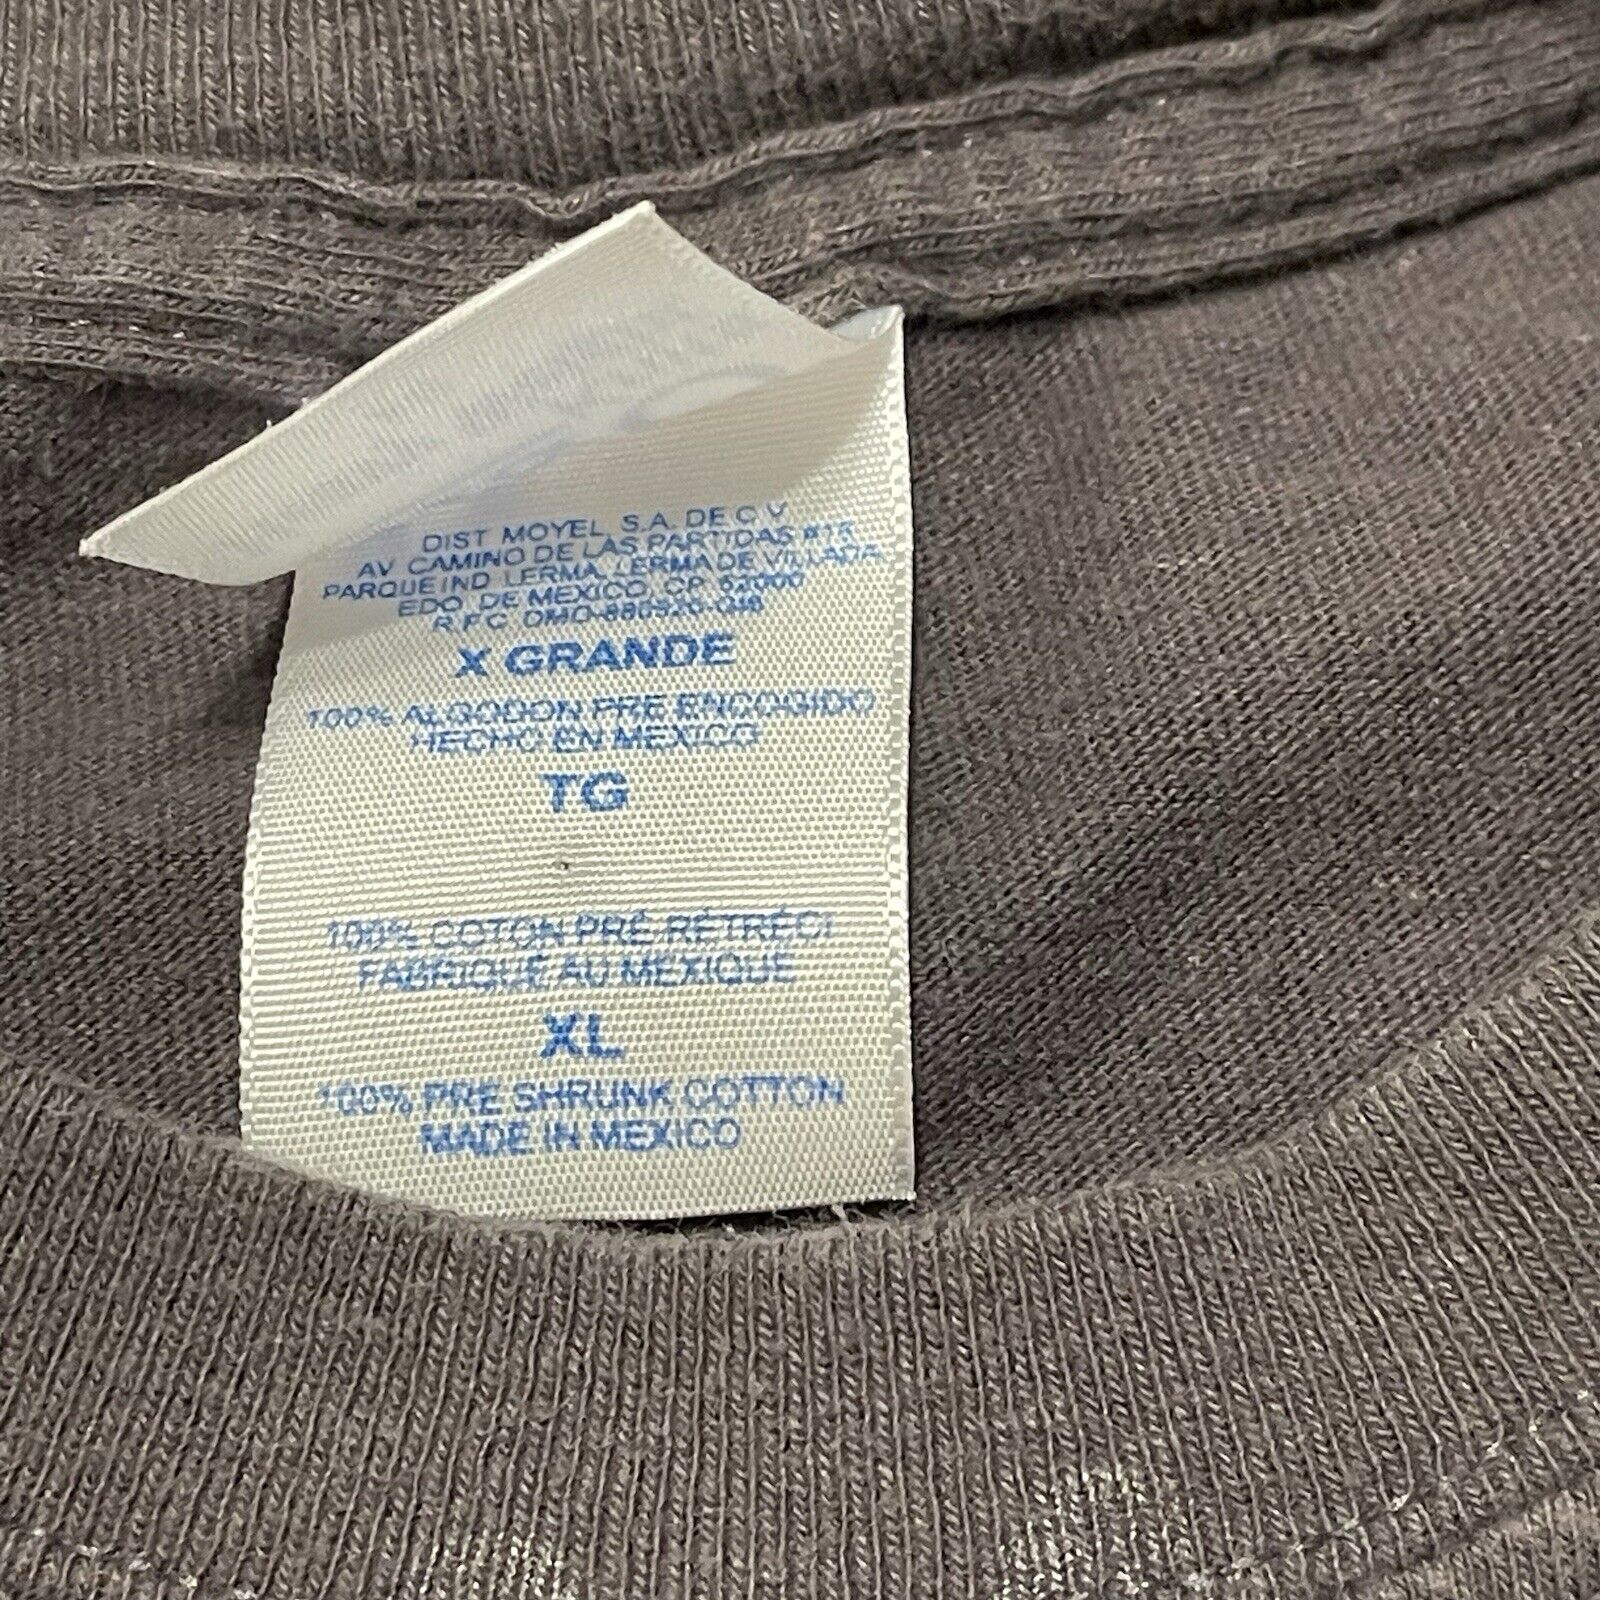 DIST MOYEL, S.A. DE C.V
AV CAMINO DE LAS PARTIDAS #15
PARQUE IND LERMA, LERMA DE VILLADA
EDO. DE MEXICO, CP. 52000
R.F.C.
X GRANDE
100% ALGODON PRE ENCOGIDO
HECHO EN MEXICO
TG
100% COTON PRÉ RÉTRÉCI
FABRIQUÉ AU MEXIQUE
XL
100% PRE SHRUNK COTTON
MADE IN MEXICO